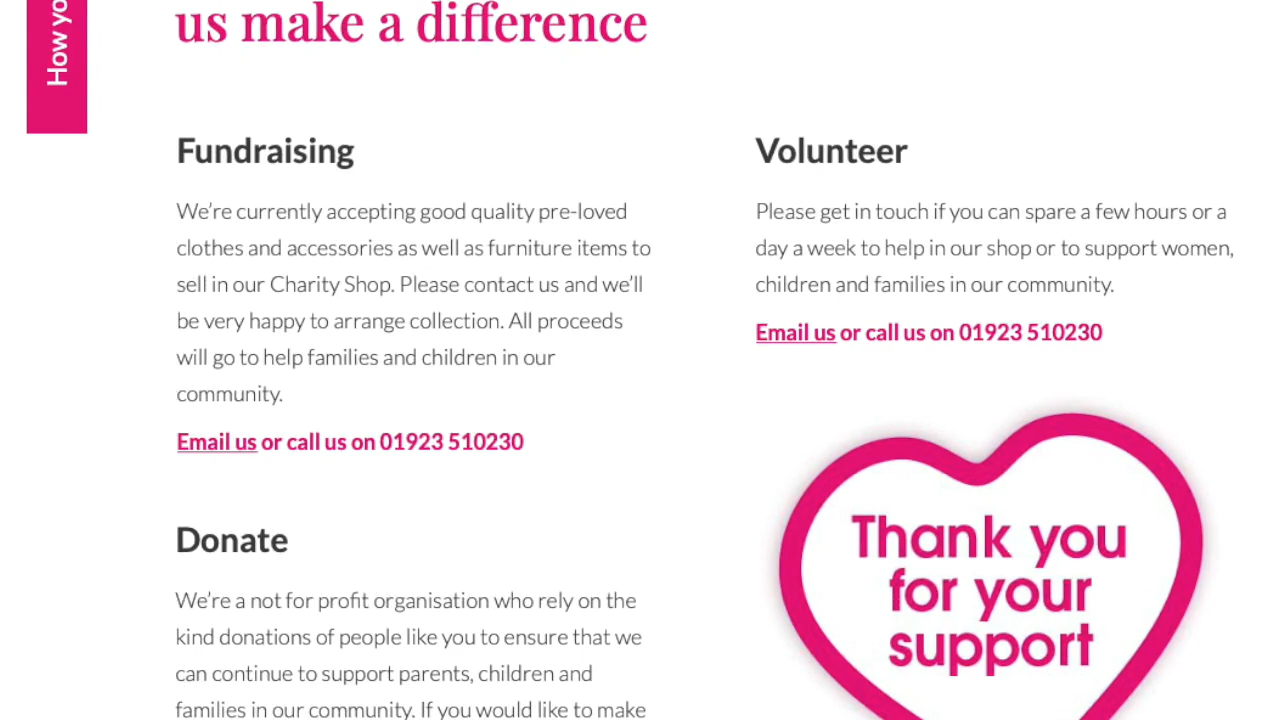 How yo
us make a difference
Fundraising
We're currently accepting good quality pre-loved
clothes and accessories as well as furniture items to
sell in our Charity Shop. Please contact us and we'll
be very happy to arrange collection. All proceeds
will go to help families and children in our
community.
Email us or call us on 01923 510230
Donate
We're a not for profit organisation who rely on the
kind donations of people like you to ensure that we
can continue to support parents, children and
families in our community. If you would like to make
Volunteer
Please get in touch if you can spare a few hours or a
day a week to help in our shop or to support women,
children and families in our community.
Email us or call us on 01923 510230
Thank you
for your
support